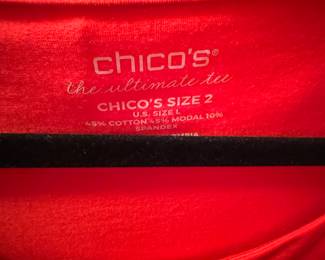 chico's®
the ultimate tee
CHICO'S SIZE 2
U.S. SIZE L
45% COTTON 45% MODAL 10%
SPANDEX